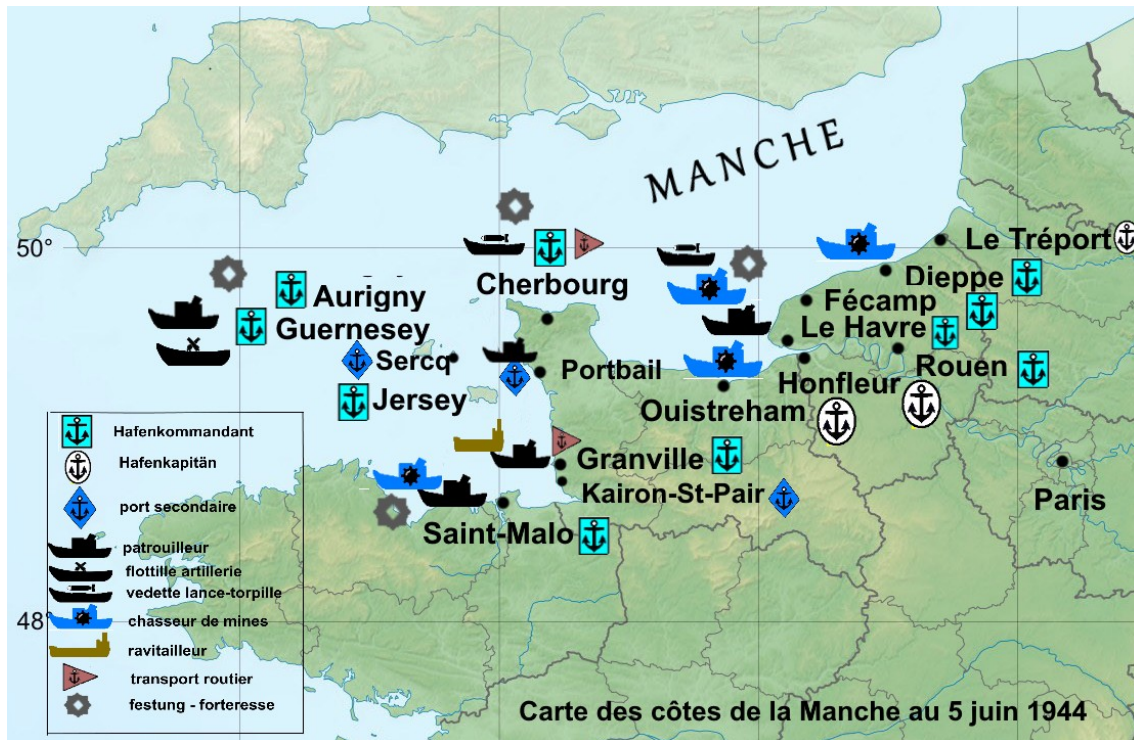 MANCHE
50°
Le Tréport
Cherbourg
Dieppe
Aurigny
Fécamp
Guernesey
Le Havre
Sercq
Portbail
Rouen
Honfleur
Jersey
Ouistreham
Hafenkommandant
Granville
Hafenkapitän
Kairon-St-Pair
Paris
port secondaire
Saint-Malo
patrouilleur
flottille artillerie
vedette lance-torpille
chasseur de mines
48°
ravitailleur
transport routier
festung - forteresse
Carte des côtes de la Manche au 5 juin 1944